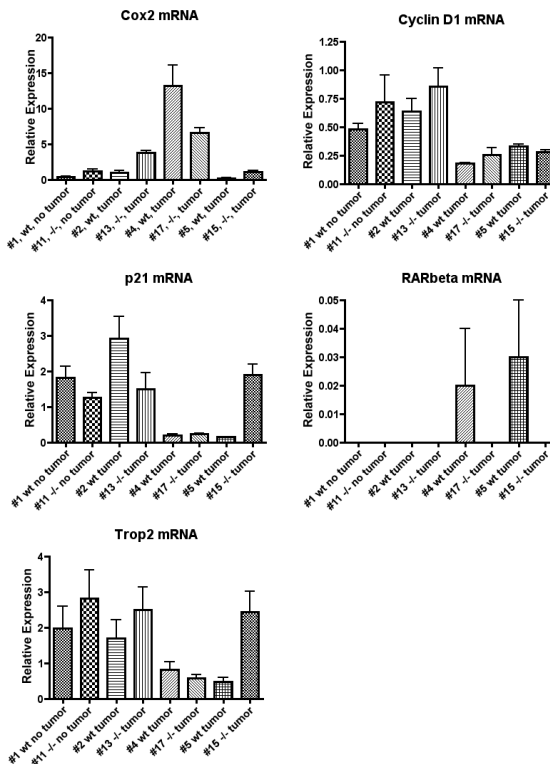 Cox2 mRNA
Relative Expression
20
15
10
5
0
#1, wt, no tumor
#11, -/-, no tumor
#2, wt, tumor
#13, -/-, tumor
#4, wt, tumor
#17, -/-, tumor
#5, wt, tumor
#15, -/-, tumor
Cyclin D1 mRNA
Relative Expression
1.25
1.00
0.75
0.50
0.25
0.00
#1 wt no tumor
#11 -/- no tumor
#2 wt tumor
#13 -/- tumor
#4 wt tumor
#17 -/- tumor
#5 wt tumor
#15 -/- tumor
p21 mRNA
Relative Expression
4
3
2
1
0
#1 wt no tumor
#11 -/- no tumor
#2 wt tumor
#13 -/- tumor
#4 wt tumor
#17 -/- tumor
#5 wt tumor
#15 -/- tumor
RARbeta mRNA
Relative Expression
0.05
0.04
0.03
0.02
0.01
0.00
#1 wt no tumor
#11 -/- no tumor
#2 wt tumor
#13 -/- tumor
#4 wt tumor
#17 -/- tumor
#5 wt tumor
#15 -/- tumor
Trop2 mRNA
Relative Expression
4
3
2
1
0
#1 wt no tumor
#11 -/- no tumor
#2 wt tumor
#13 -/- tumor
#4 wt tumor
#17 -/- tumor
#5 wt tumor
#15 -/- tumor